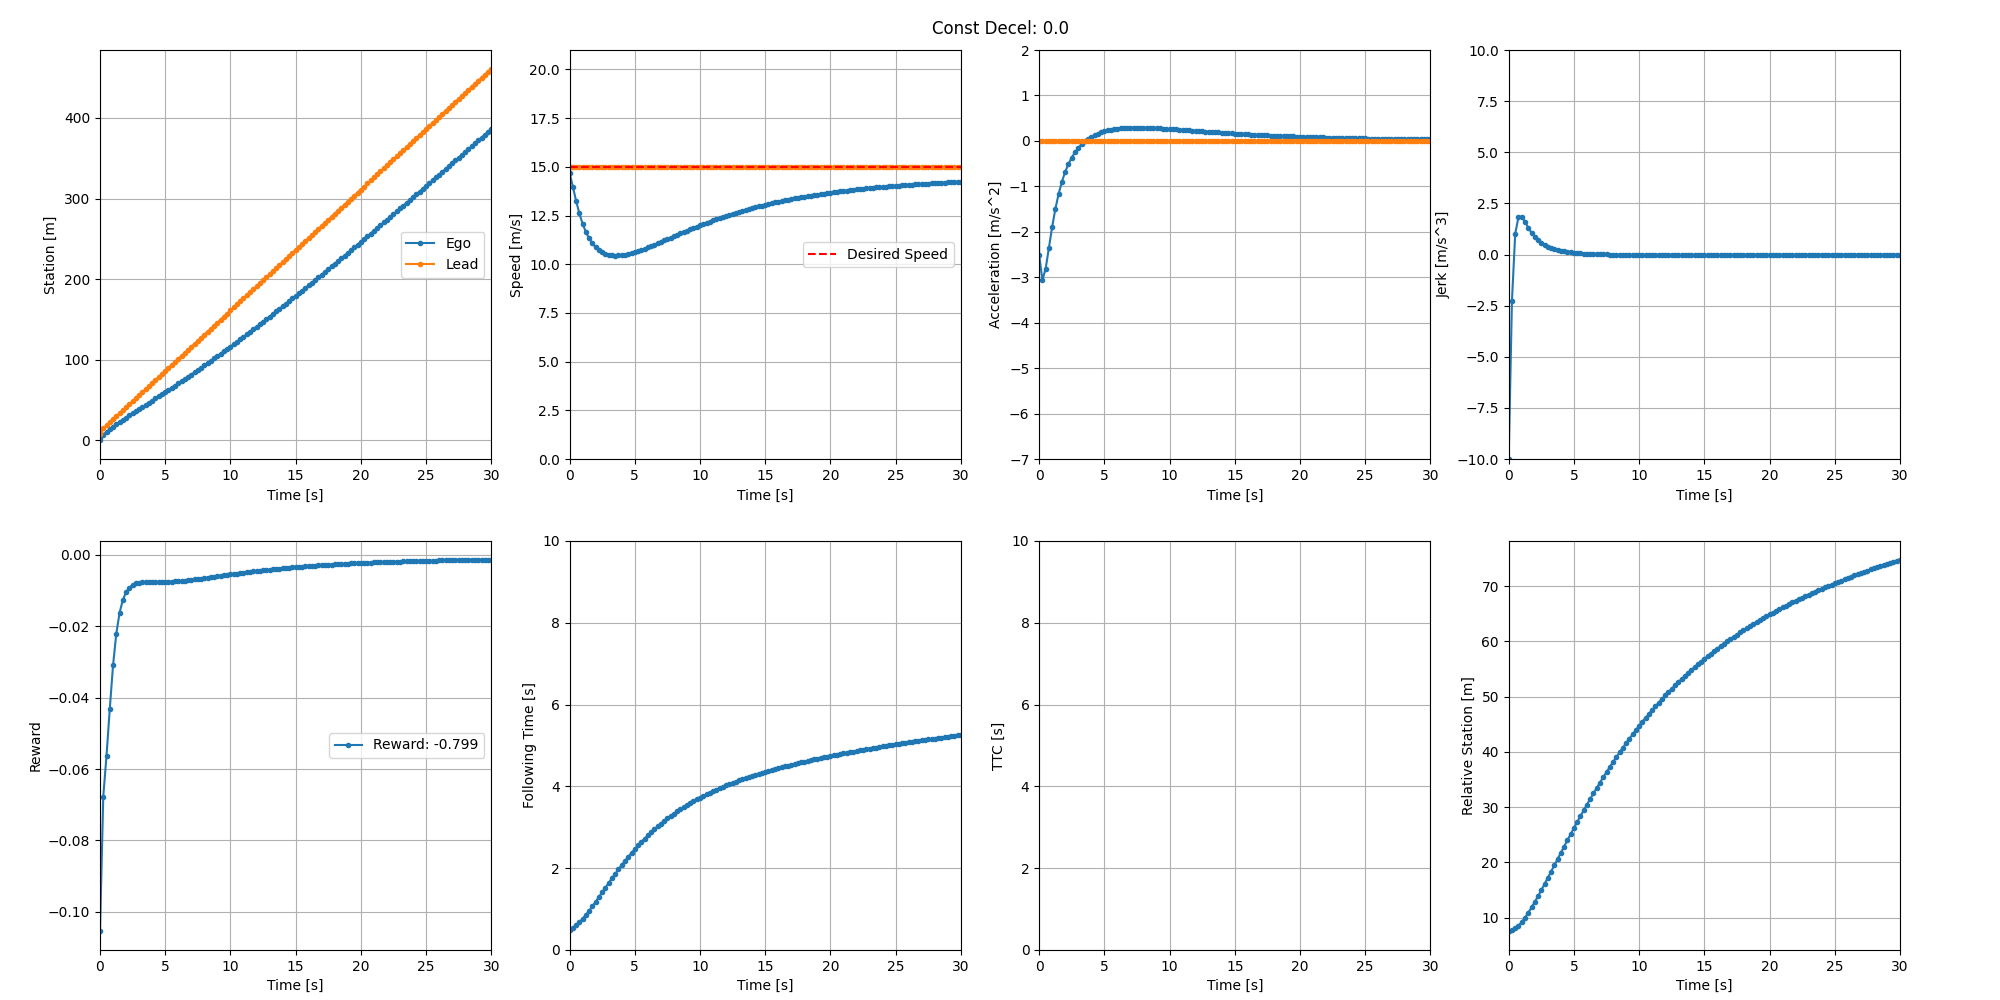 Const Decel: 0.0
Station [m]
400
300
200
100
0
0 5 10 15 20 25 30
Time [s]
Ego
Lead
Speed [m/s]
20.0
17.5
15.0
12.5
10.0
7.5
5.0
2.5
0.0
0 5 10 15 20 25 30
Time [s]
Desired Speed
Acceleration [m/s^2]
2
1
0
−1
−2
−3
−4
−5
−6
−7
0 5 10 15 20 25 30
Time [s]
Jerk [m/s^3]
10.0
7.5
5.0
2.5
0.0
−2.5
−5.0
−7.5
−10.0
0 5 10 15 20 25 30
Time [s]
Reward
0.00
−0.02
−0.04
−0.06
−0.08
−0.10
0 5 10 15 20 25 30
Time [s]
Reward: -0.799
Following Time [s]
10
8
6
4
2
0
0 5 10 15 20 25 30
Time [s]
TTC [s]
10
8
6
4
2
0
0 5 10 15 20 25 30
Time [s]
Relative Station [m]
70
60
50
40
30
20
10
0 5 10 15 20 25 30
Time [s]